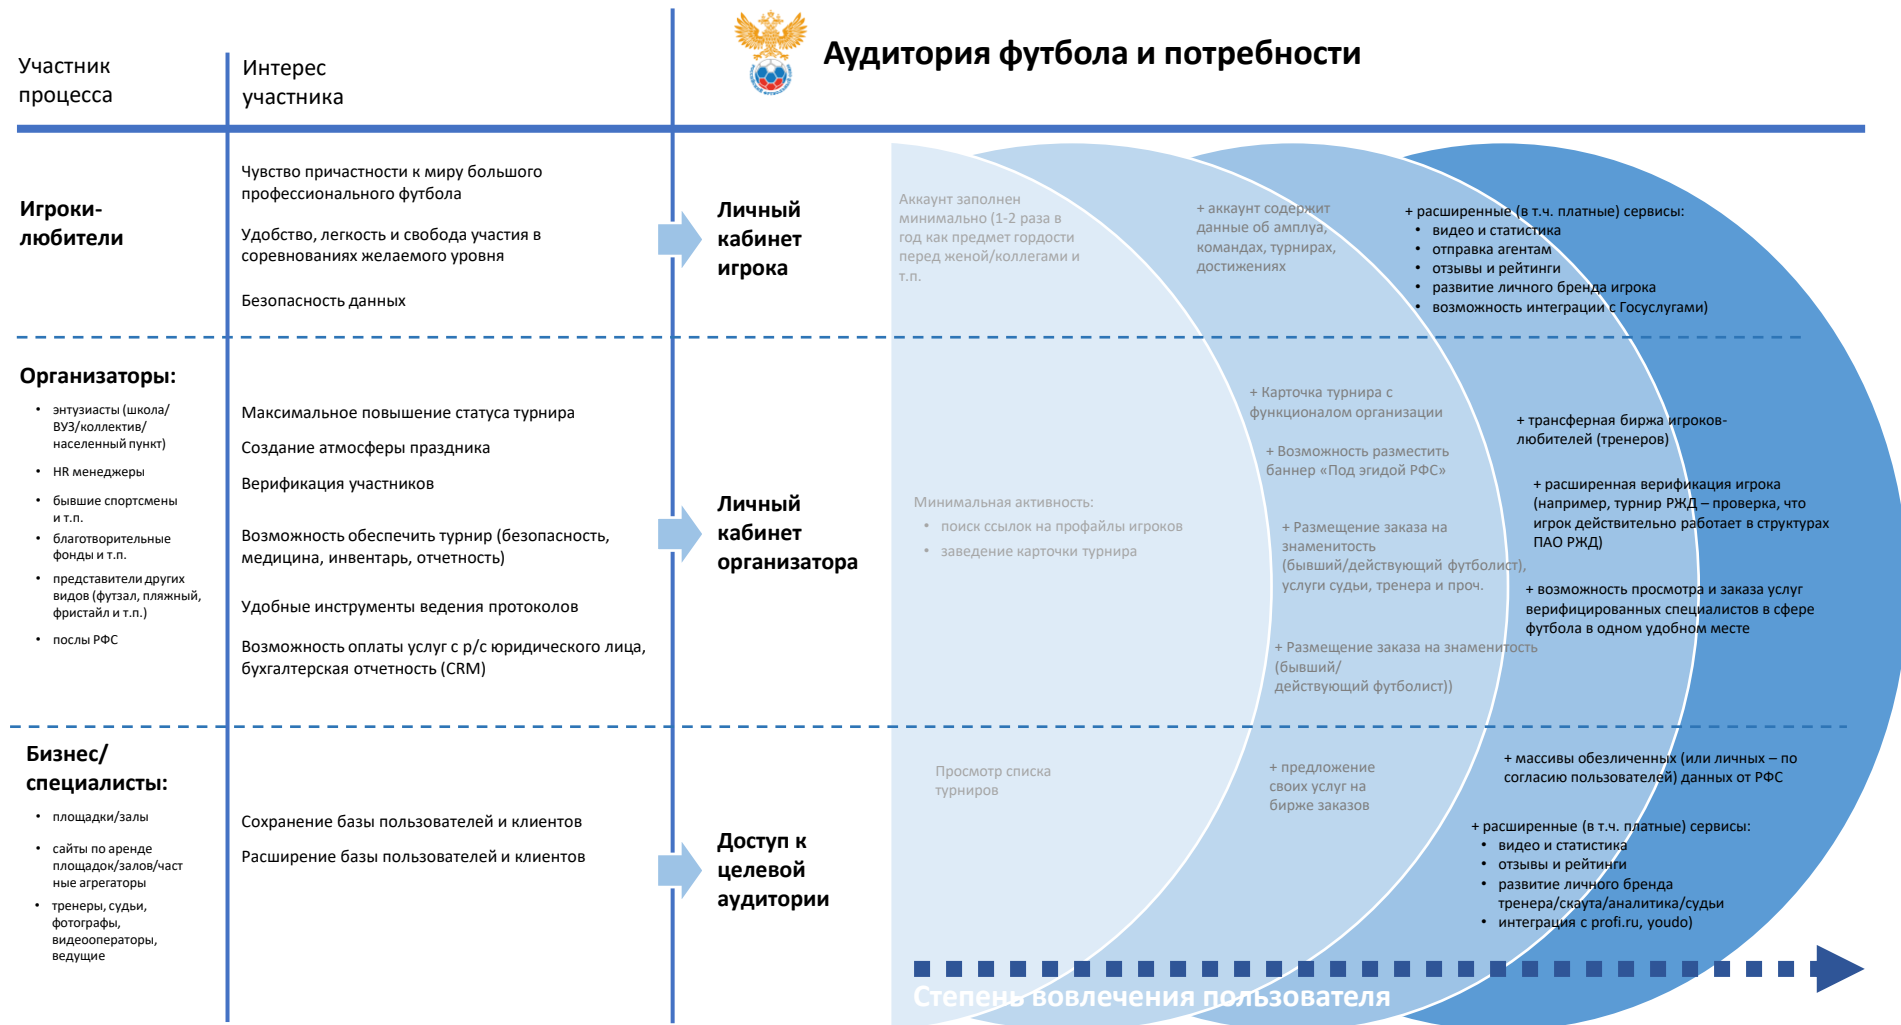 Аудитория футбола и потребности
Участник
процесса
Интерес
участника
Игроки-
любители
Чувство причастности к миру большого
профессионального футбола
Удобство, легкость и свобода участия в
соревнованиях желаемого уровня
Безопасность данных
Личный
кабинет
игрока
Аккаунт заполнен
минимально (1-2 раза в
год как предмет гордости
перед женой/коллегами и
т.п.
+ аккаунт содержит
данные об амплуа,
командах, турнирах,
достижениях
+ расширенные (в т.ч. платные) сервисы:
• видео и статистика
• отправка агентам
• отзывы и рейтинги
• развитие личного бренда игрока
• возможность интеграции с Госуслугами)
Организаторы:
• энтузиасты (школа/
ВУЗ/коллектив/
населенный пункт)
• HR менеджеры
• бывшие спортсмены
и т.п.
• благотворительные
фонды и т.п.
• представители других
видов (футзал, пляжный,
фристайл и т.п.)
• послы РФС
Максимальное повышение статуса турнира
Создание атмосферы праздника
Верификация участников
Возможность обеспечить турнир (безопасность,
медицина, инвентарь, отчетность)
Удобные инструменты ведения протоколов
Возможность оплаты услуг с р/с юридического лица,
бухгалтерская отчетность (CRM)
Личный
кабинет
организатора
Минимальная активность:
• поиск ссылок на профайлы игроков
• заведение карточки турнира
+ Карточка турнира с
функционалом организации
+ Возможность разместить
баннер «Под эгидой РФС»
+ Размещение заказа на
знаменитость
(бывший/действующий футболист),
услуги судьи, тренера и проч.
+ Размещение заказа на знаменитость
(бывший/
действующий футболист))
+ трансферная биржа игроков-
любителей (тренеров)
+ расширенная верификация игрока
(например, турнир РЖД – проверка, что
игрок действительно работает в структурах
ПАО РЖД)
+ возможность просмотра и заказа услуг
верифицированных специалистов в сфере
футбола в одном удобном месте
Бизнес/
специалисты:
• площадки/залы
• сайты по аренде
площадок/залов/част
ные агрегаторы
• тренеры, судьи,
фотографы,
видеооператоры,
ведущие
Сохранение базы пользователей и клиентов
Расширение базы пользователей и клиентов
Доступ к
целевой
аудитории
Просмотр списка
турниров
+ предложение
своих услуг на
бирже заказов
+ массивы обезличенных (или личных – по
согласию пользователей) данных от РФС
+ расширенные (в т.ч. платные) сервисы:
• видео и статистика
• отзывы и рейтинги
• развитие личного бренда
тренера/скаута/аналитика/судьи
• интеграция с profi.ru, youdo)
Степень вовлечения пользователя